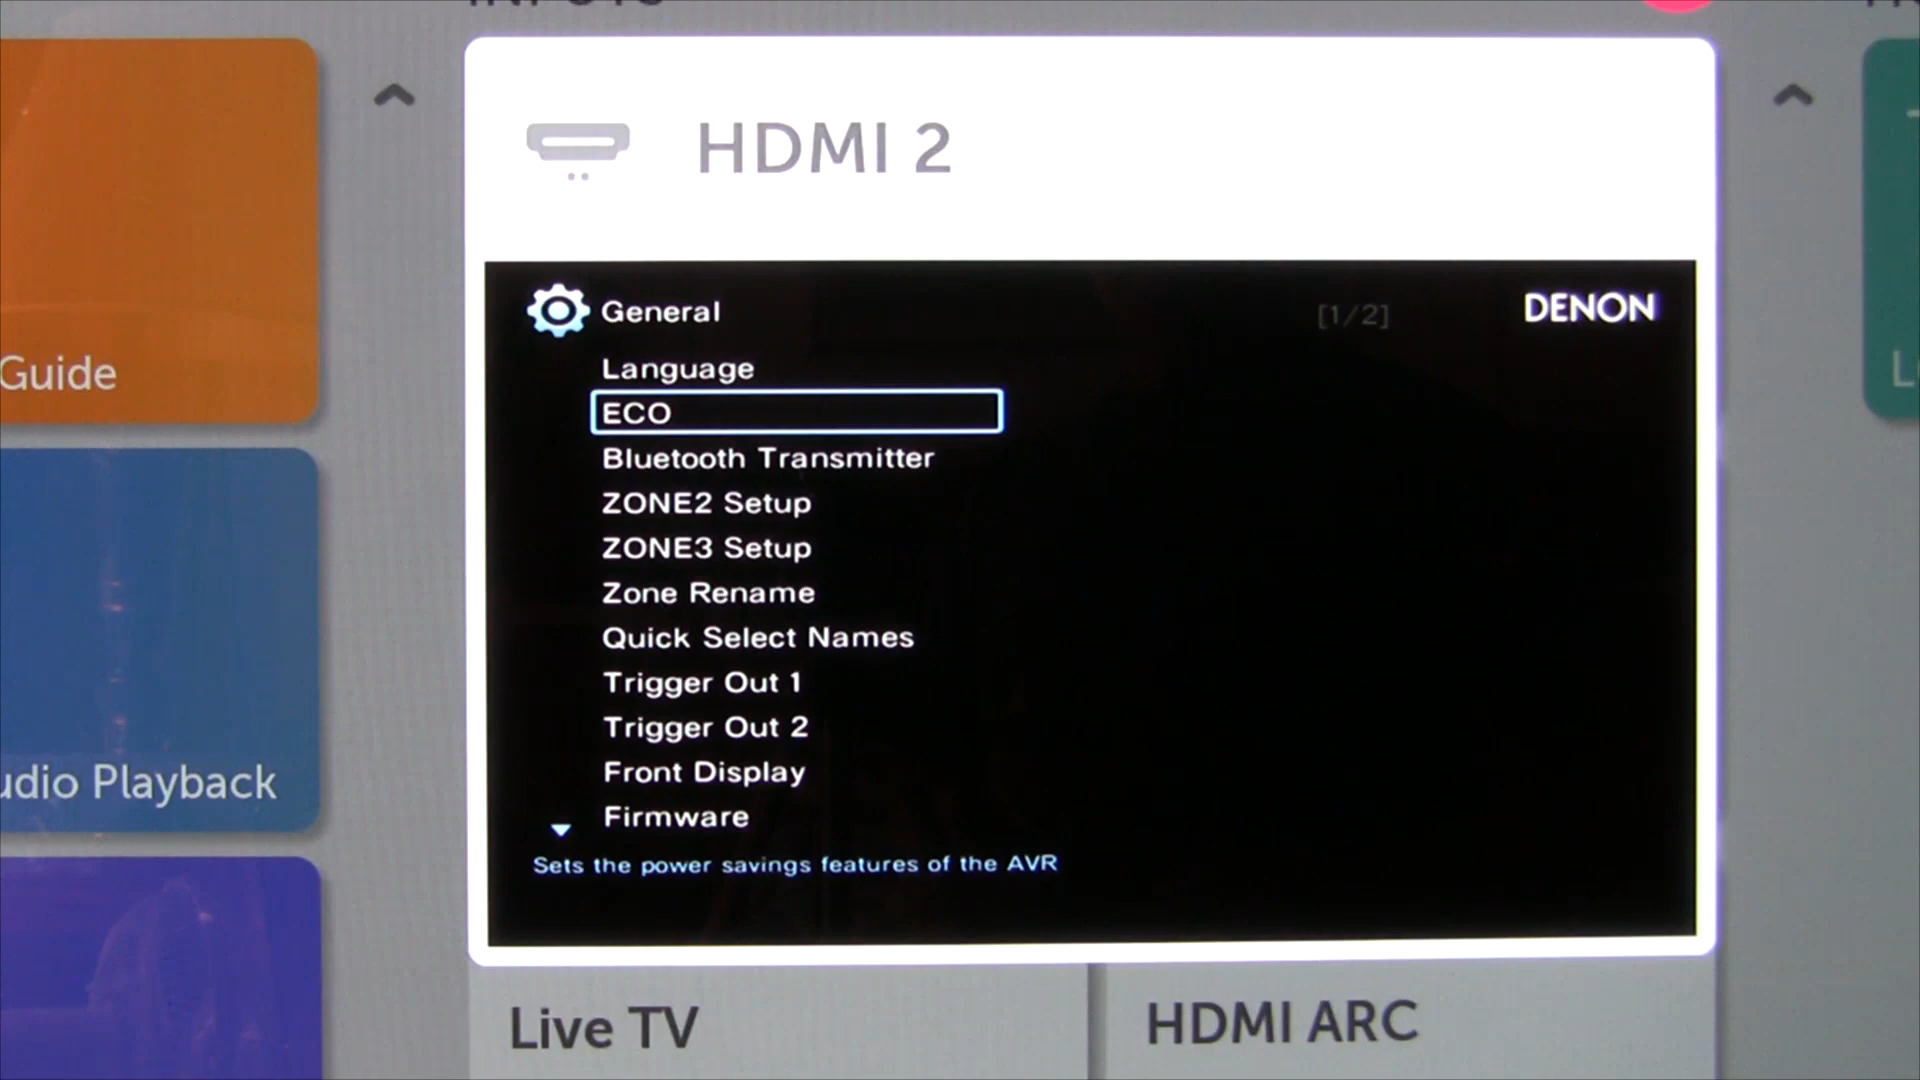 HDMI 2
General [1/2] DENON
Language
ECO
Bluetooth Transmitter
ZONE2 Setup
ZONE3 Setup
Zone Rename
Quick Select Names
Trigger Out 1
Trigger Out 2
Front Display
Firmware
Sets the power savings features of the AVR
Guide
udio Playback
Live TV
HDMI ARC